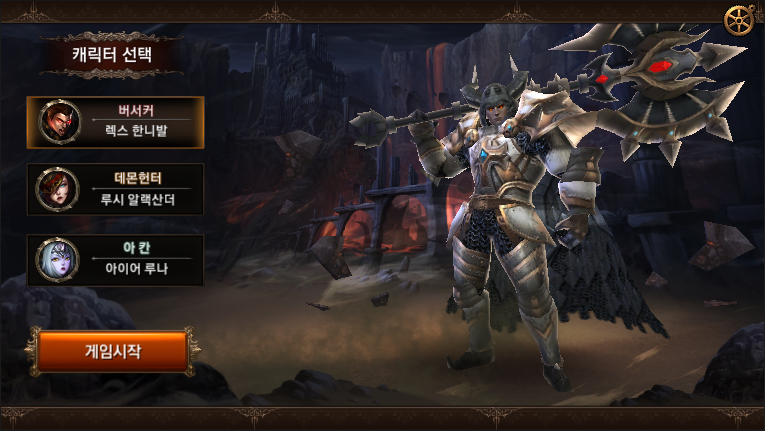 캐릭터 선택
버서커
렉스 한니발
데몬헌터
루시 알랙산더
아칸
아이어 루나
게임시작